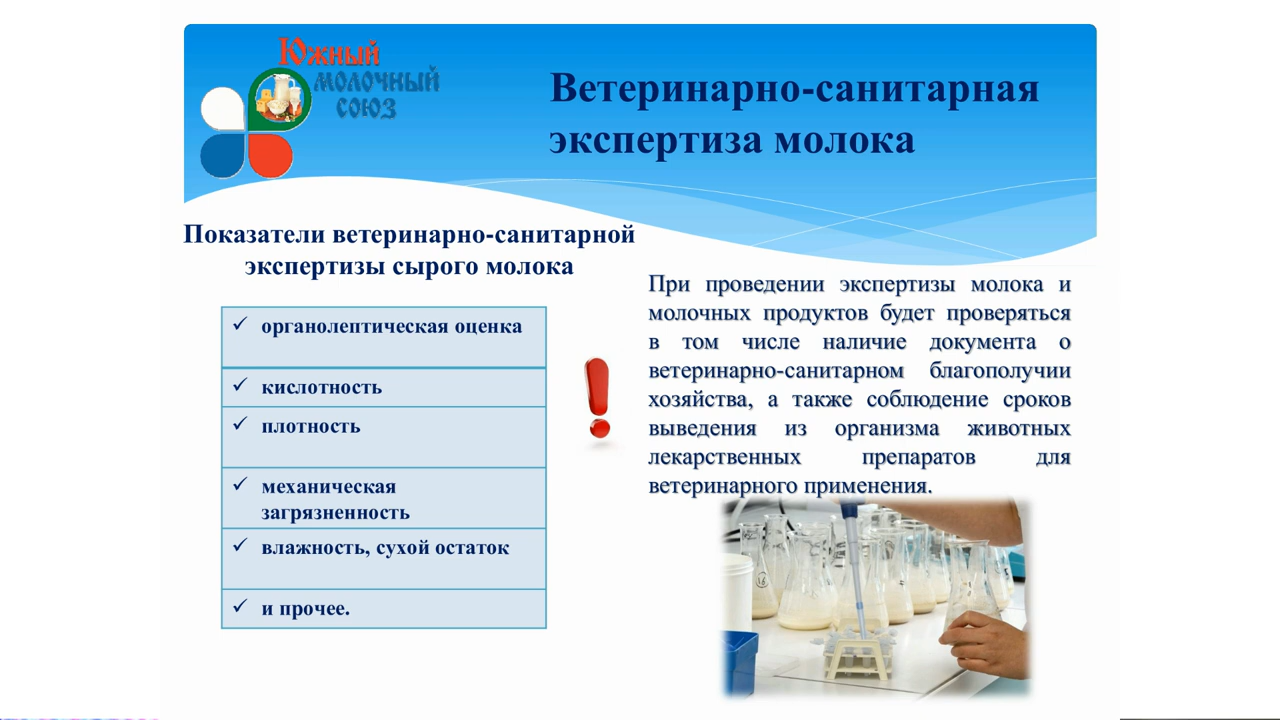 Южный
молочный
союз
Ветеринарно-санитарная
экспертиза молока
Показатели ветеринарно-санитарной
экспертизы сырого молока
✓ органолептическая оценка
✓ кислотность
✓ плотность
✓ механическая
загрязненность
✓ влажность, сухой остаток
✓ и прочее.
При проведении экспертизы молока и
молочных продуктов будет проверяться
в том числе наличие документа о
ветеринарно-санитарном благополучии
хозяйства, а также соблюдение сроков
выведения из организма животных
лекарственных препаратов для
ветеринарного применения.